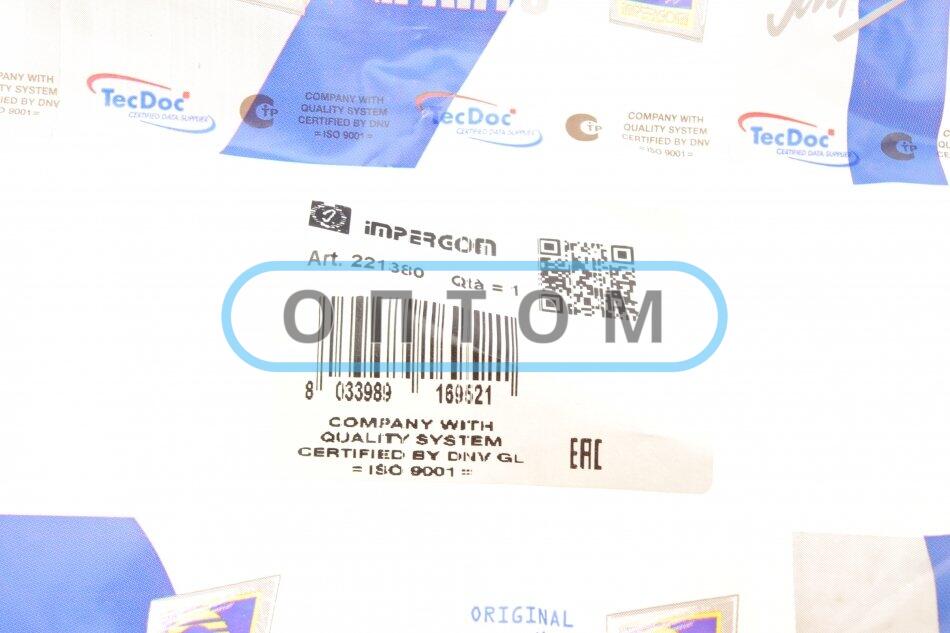 COMPANY WITH
QUALITY SYSTEM
CERTIFIED BY DNV
= ISO 9001 =
TecDoc
CERTIFIED DATA SUPPLIER
COMPANY WITH
QUALITY SYSTEM
CERTIFIED BY DNV
= ISO 9001 =
TecDoc
CERTIFIED DATA SUPPLIER
COMPANY WITH
QUALITY SYSTEM
CERTIFIED BY DNV
= ISO 9001 =
TecDoc
CERTIFIED DATA SUPPLIER
IMPERGOM
Art. 221380 Qtà = 1
ОПТОМ
8 033989 169521
COMPANY WITH
QUALITY SYSTEM
CERTIFIED BY DNV GL
= ISO 9001 =
EAC
ORIGINAL